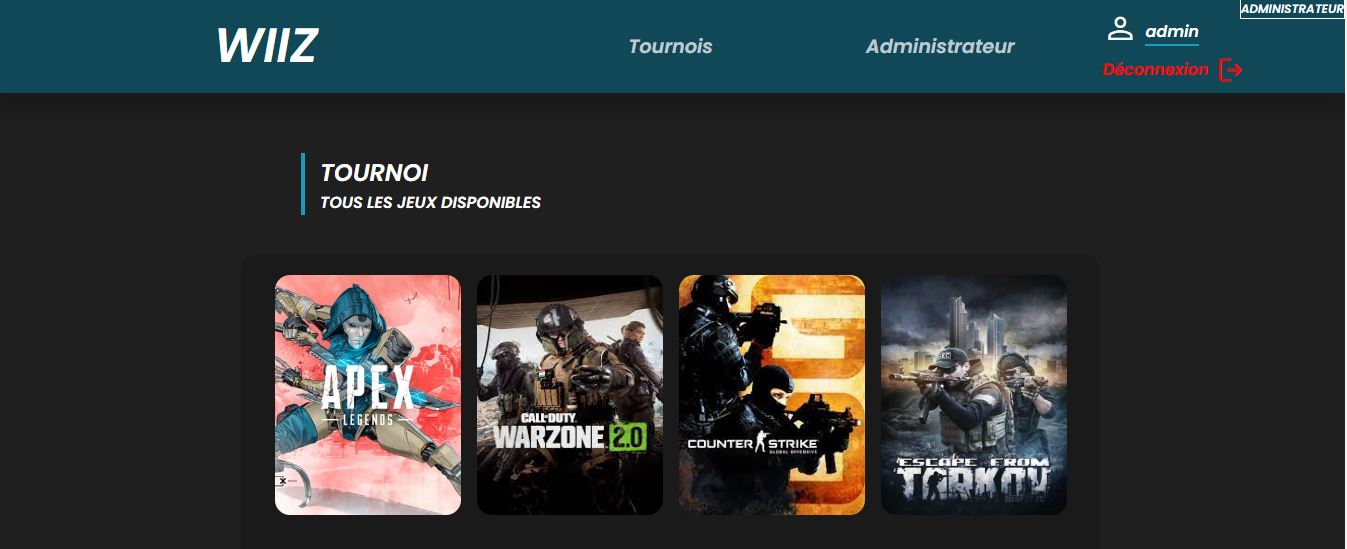 ADMINISTRATEUR
WIIZ
Tournois
Administrateur
admin
Déconnexion
TOURNOI
TOUS LES JEUX DISPONIBLES
APEX
LEGENDS
CALL OF DUTY
WARZONE 2.0
COUNTER STRIKE
GLOBAL OFFENSIVE
SEC
ESCAPE FROM
TARKOV